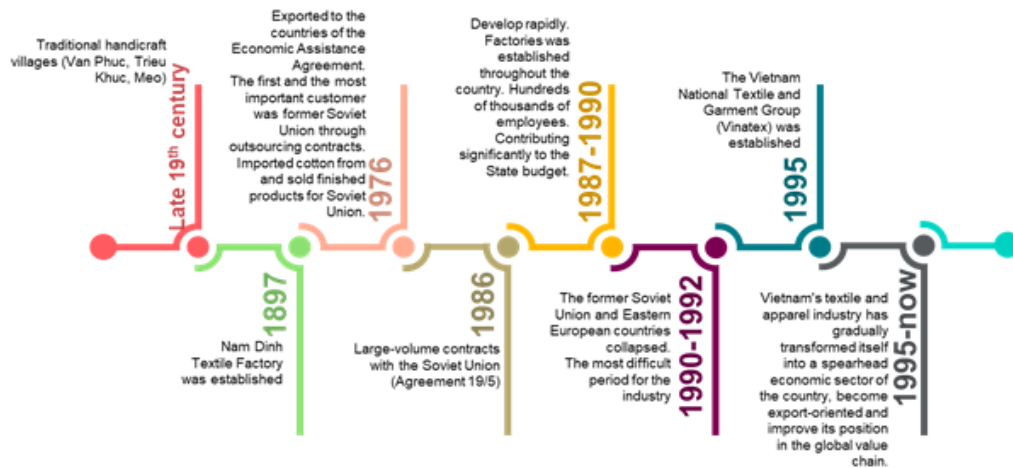 Traditional handicraft
villages (Van Phuc, Trieu
Khuc, Meo)
Late 19th century
Nam Dinh
Textile Factory
was established
1897
Exported to the
countries of the
Economic Assistance
Agreement.
The first and the most
important customer
was former Soviet
Union through
outsourcing contracts.
Imported cotton from
and sold finished
products for Soviet
Union.
1976
Large-volume contracts
with the Soviet Union
(Agreement 19/5)
1986
Develop rapidly.
Factories was
established
throughout the
country. Hundreds
of thousands of
employees.
Contributing
significantly to the
State budget.
1987-1990
The former Soviet
Union and Eastern
European countries
collapsed.
The most difficult
period for the
industry
1990-1992
The Vietnam
National Textile and
Garment Group
(Vinatex) was
established
1995
Vietnam's textile and
apparel industry has
gradually
transformed itself
into a spearhead
economic sector of
the country, become
export-oriented and
improve its position
in the global value
chain.
1995-now